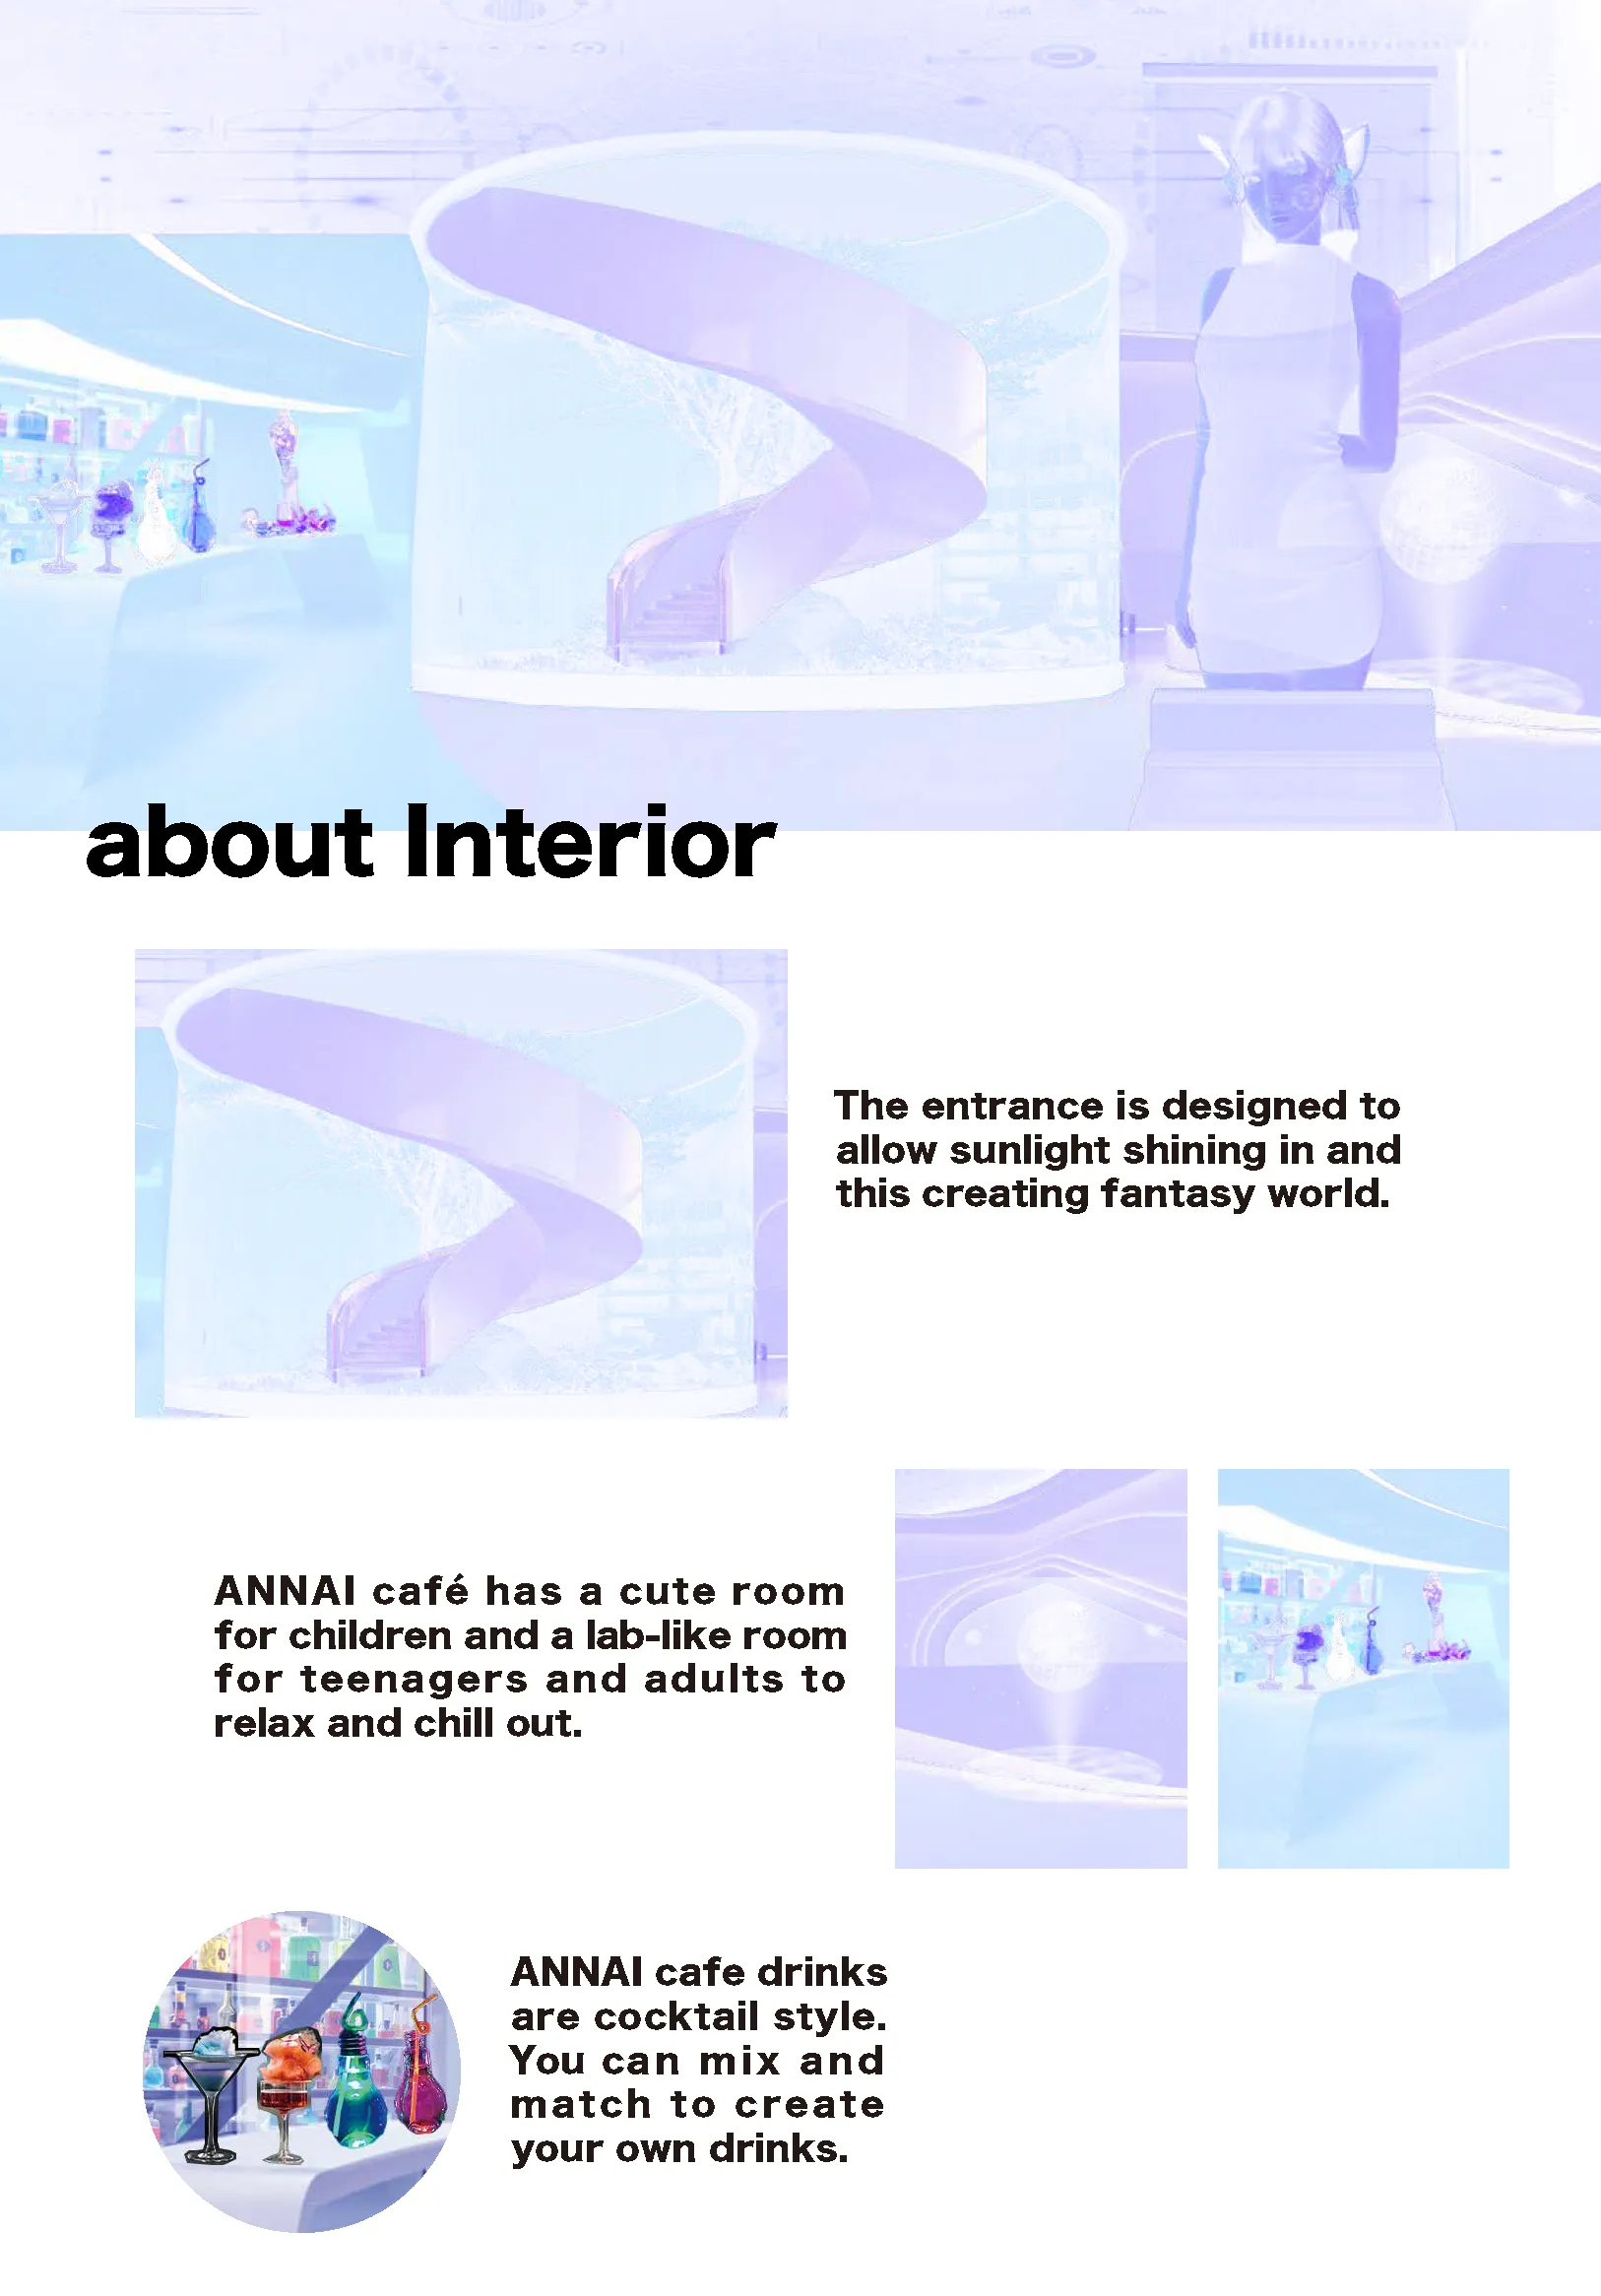 about Interior
The entrance is designed to
allow sunlight shining in and
this creating fantasy world.
ANNAI café has a cute room
for children and a lab-like room
for teenagers and adults to
relax and chill out.
ANNAI cafe drinks
are cocktail style.
You can mix and
match to create
your own drinks.